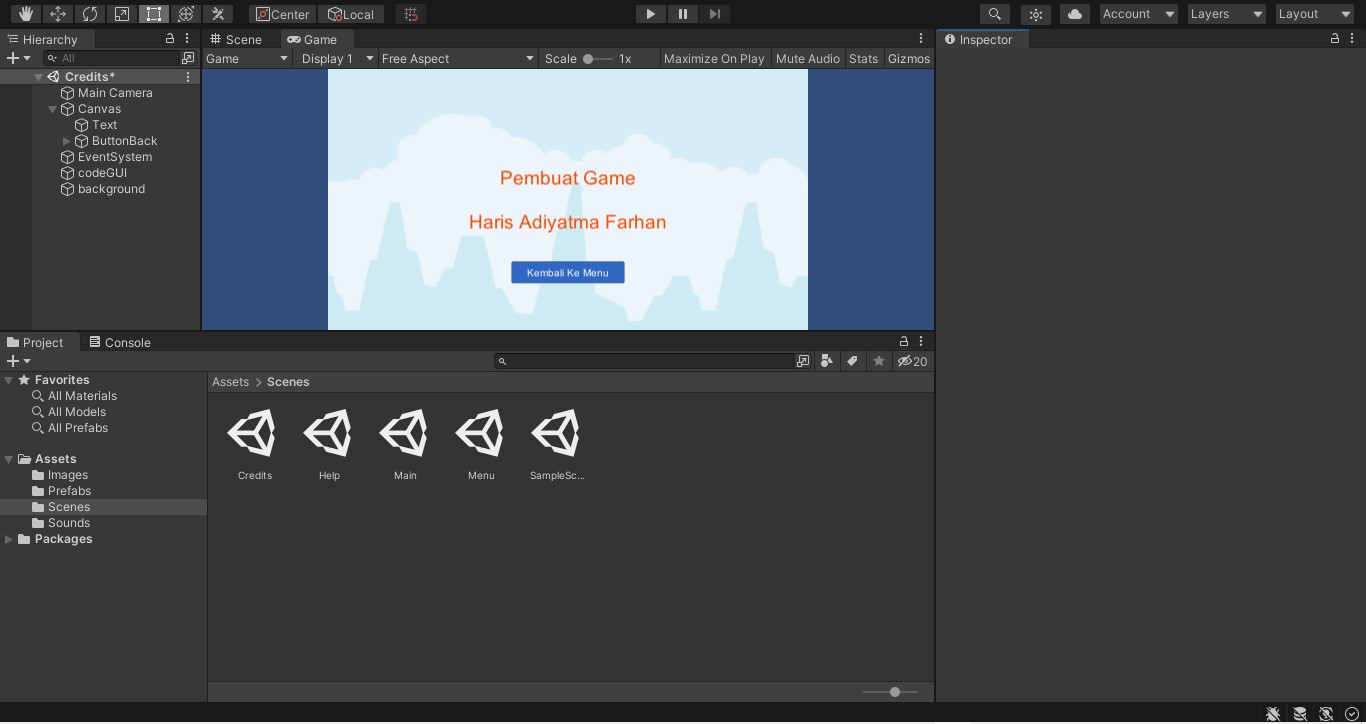 Center Local Account Layers Layout
Hierarchy
All
Credits*
Main Camera
Canvas
Text
ButtonBack
EventSystem
codeGUI
background
Scene Game
Game Display 1 Free Aspect Scale 1x Maximize On Play Mute Audio Stats Gizmos
Pembuat Game
Haris Adiyatma Farhan
Kembali Ke Menu
Inspector
Project Console
20
Favorites
All Materials
All Models
All Prefabs
Assets
Images
Prefabs
Scenes
Sounds
Packages
Assets > Scenes
Credits Help Main Menu SampleSc...